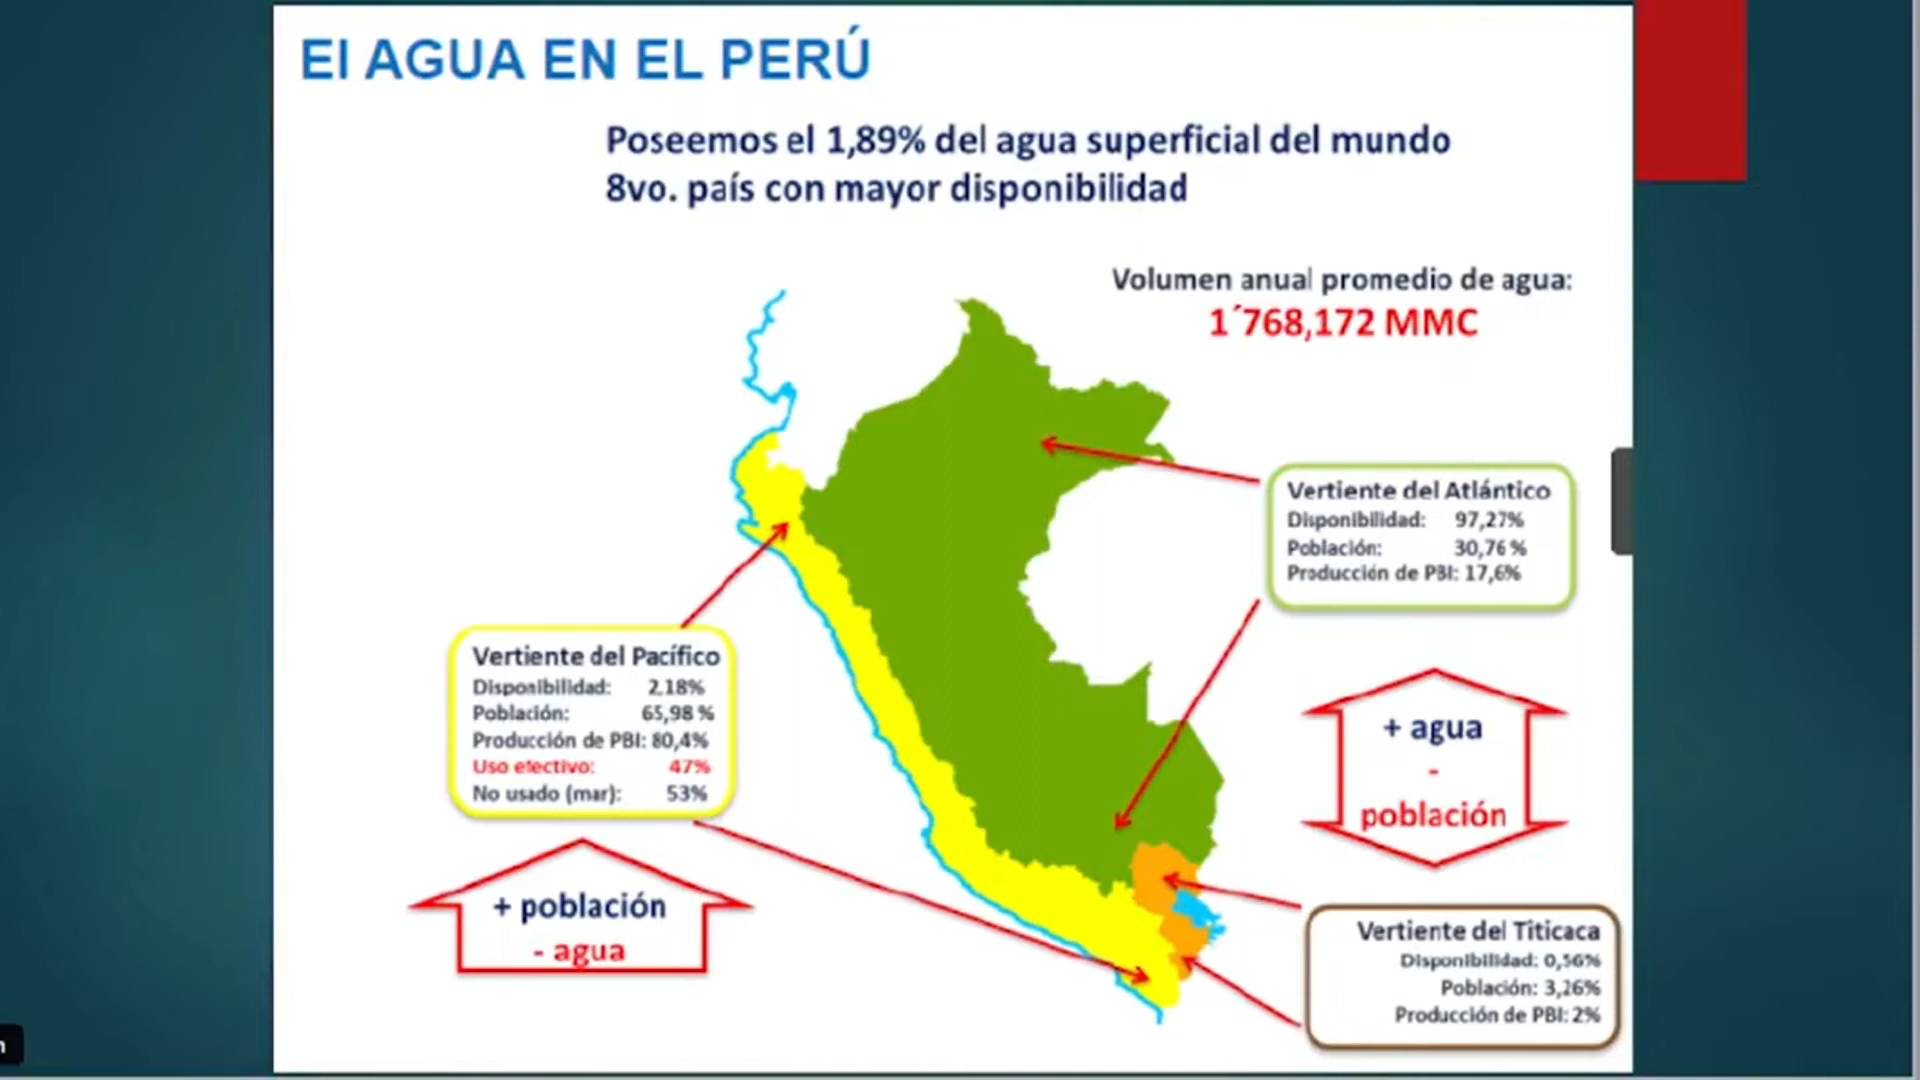 El AGUA EN EL PERÚ
Poseemos el 1,89% del agua superficial del mundo
8vo. país con mayor disponibilidad
Volumen anual promedio de agua:
1´768,172 MMC
Vertiente del Atlántico
Disponibilidad: 97,27%
Población: 30,76 %
Producción de PBI: 17,6%
Vertiente del Pacífico
Disponibilidad: 2,18%
Población: 65,98 %
Producción de PBI: 80,4%
Uso efectivo: 47%
No usado (mar): 53%
+ agua
-
población
+ población
- agua
Vertiente del Titicaca
Disponibilidad: 0,56%
Población: 3,26%
Producción de PBI: 2%